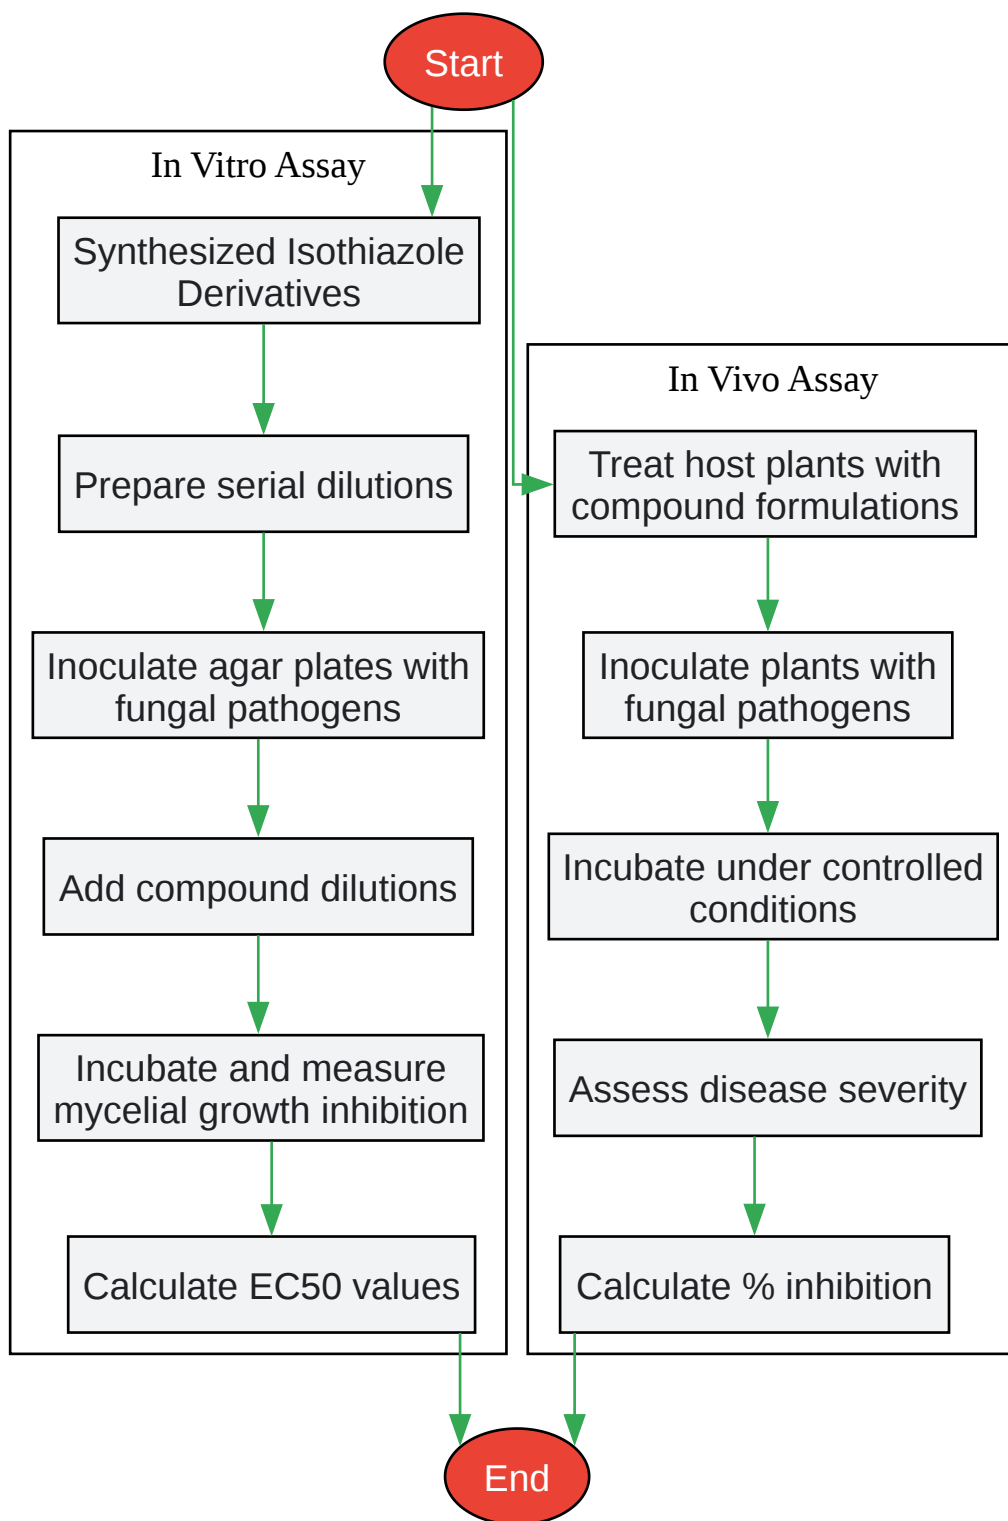 Start
In Vitro Assay
Synthesized Isothiazole
Derivatives
Prepare serial dilutions
Inoculate agar plates with
fungal pathogens
Add compound dilutions
Incubate and measure
mycelial growth inhibition
Calculate EC50 values
In Vivo Assay
Treat host plants with
compound formulations
Inoculate plants with
fungal pathogens
Incubate under controlled
conditions
Assess disease severity
Calculate % inhibition
End